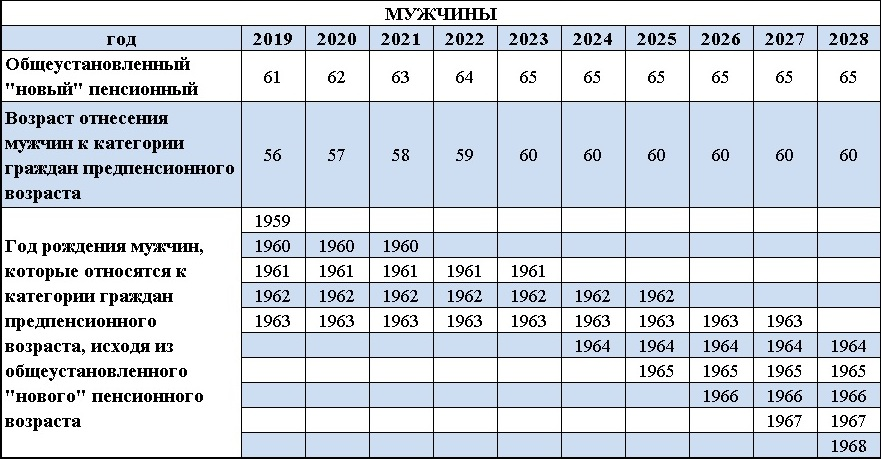 МУЖЧИНЫ
год 2019 2020 2021 2022 2023 2024 2025 2026 2027 2028
Общеустановленный
"новый" пенсионный
61 62 63 64 65 65 65 65 65 65
Возраст отнесения
мужчин к категории
граждан предпенсионного
возраста
56 57 58 59 60 60 60 60 60 60
Год рождения мужчин,
которые относятся к
категории граждан
предпенсионного
возраста, исходя из
общеустановленного
"нового" пенсионного
возраста
1959
1960 1960 1960
1961 1961 1961 1961 1961
1962 1962 1962 1962 1962 1962 1962
1963 1963 1963 1963 1963 1963 1963 1963 1963
1964 1964 1964 1964 1964
1965 1965 1965 1965
1966 1966 1966
1967 1967
1968